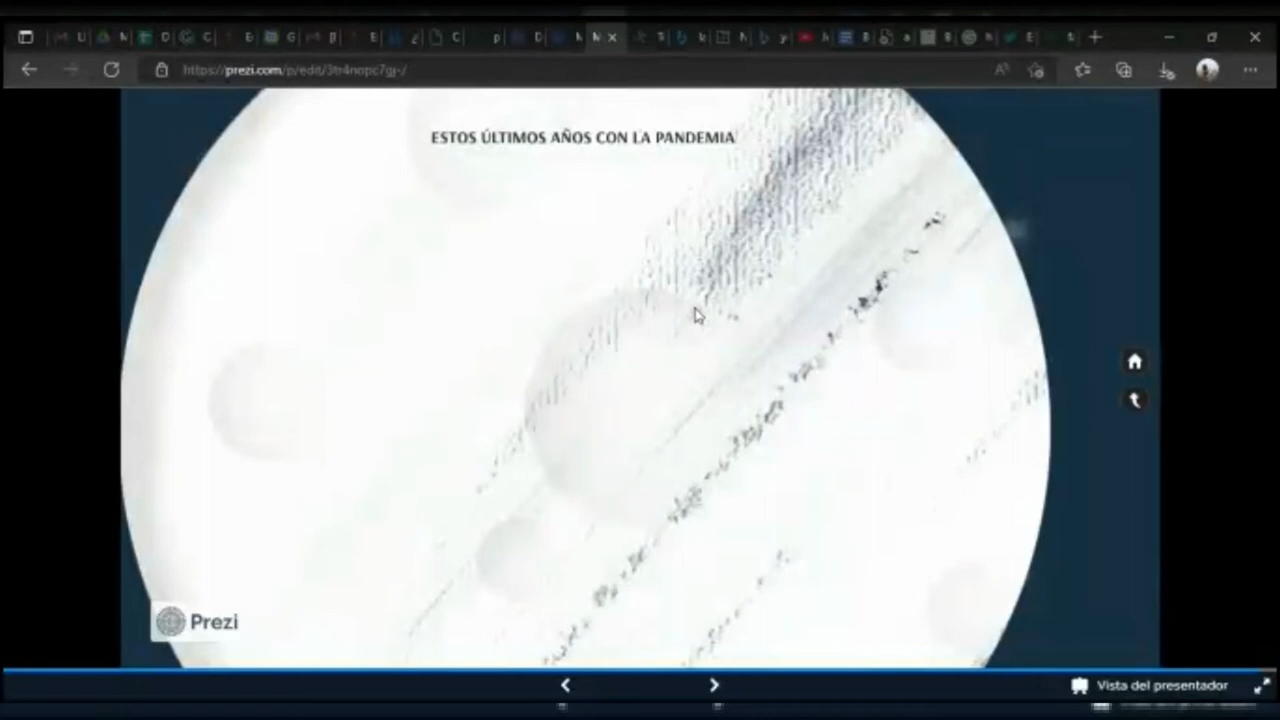 https://prezi.com/p/edit/3tr4nopc7gj-/
ESTOS ÚLTIMOS AÑOS CON LA PANDEMIA
Prezi
Vista del presentador